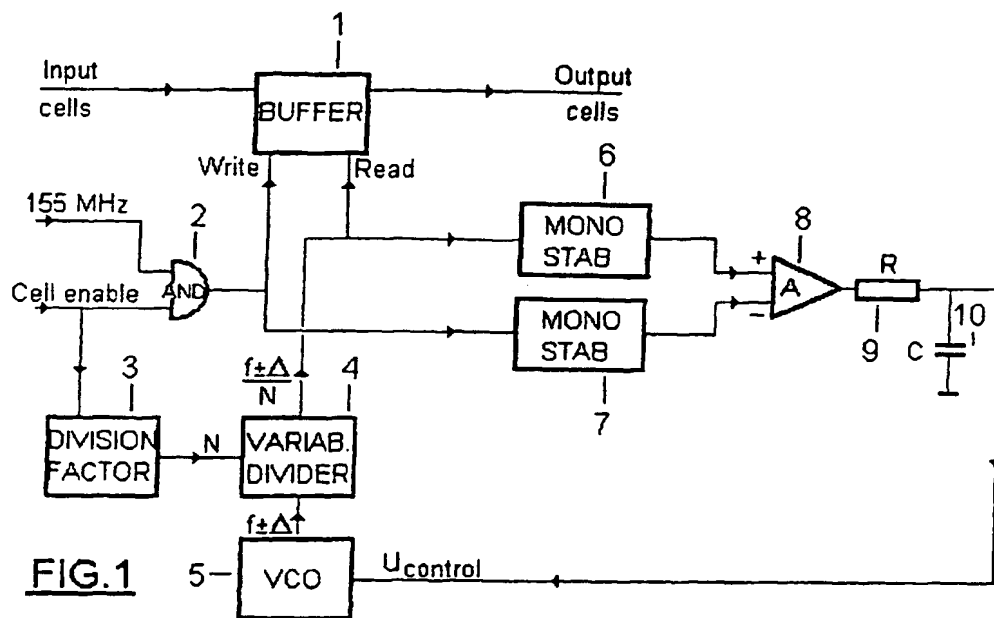 1
Input
cells
BUFFER
Output
cells
Write
Read
6
155 MHz
2
MONO
STAB
8
+
A
R
Cell enable
AND
−
MONO
STAB
9
C
10
7
3
f±Δ
N
4
DIVISION
FACTOR
N
VARIAB.
DIVIDER
f±Δ
FIG.1
5
VCO
Ucontrol